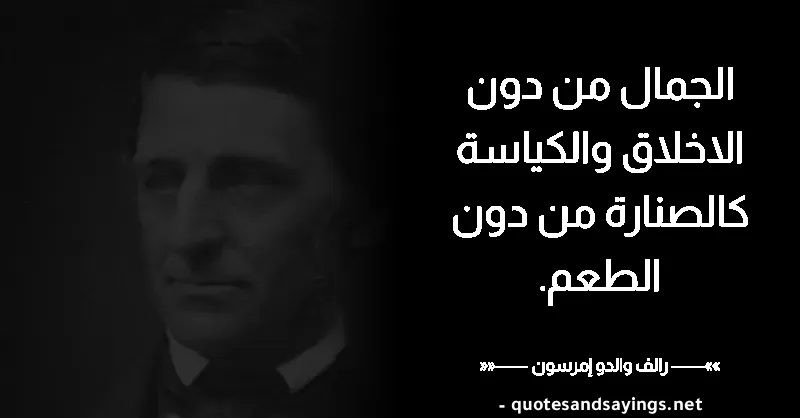 الجمال من دون
الاخلاق والكياسة
كالصنارة من دون
الطعم.
»»—— رالف والدو إمرسون ——««
- quotesandsayings.net